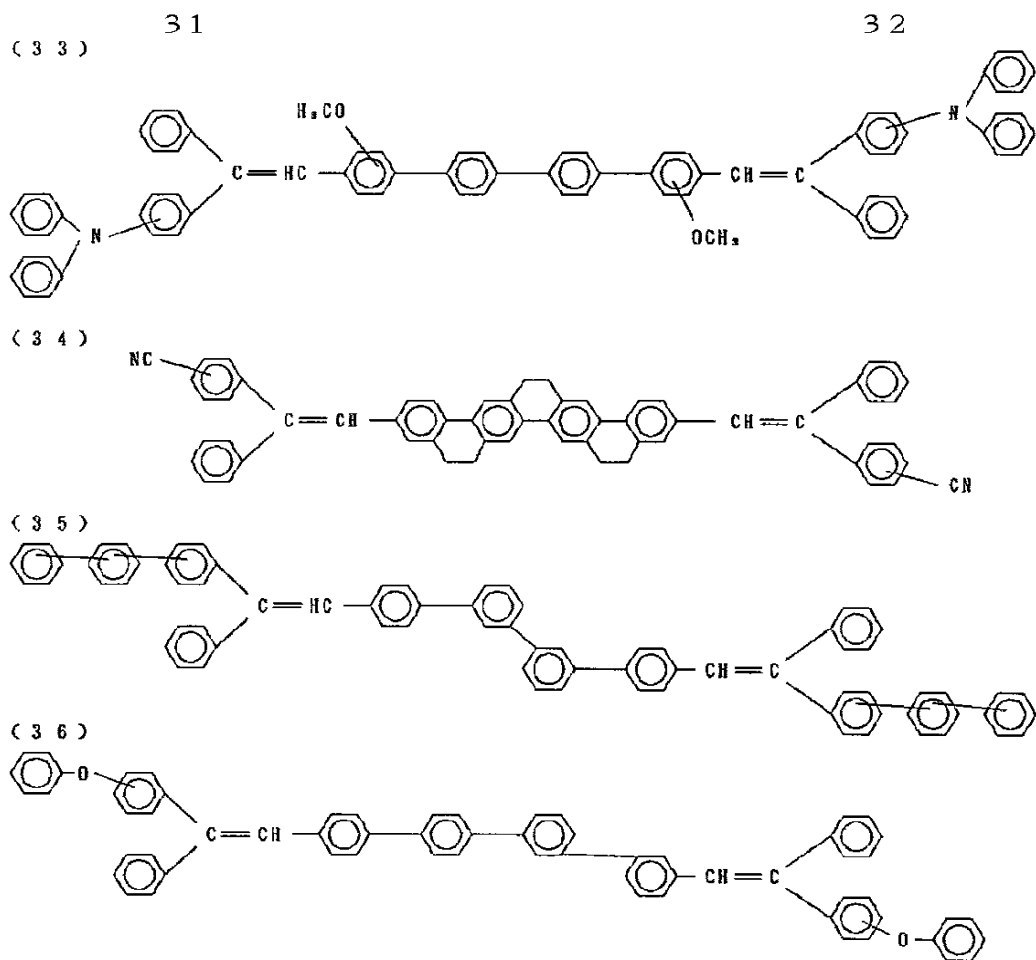 31 32
(33)
H₃CO
N
C=HC CH=C
N
OCH₃
(34)
NC
C=CH CH=C
CN
(35)
C=HC
CH=C
(36)
O
C=CH
CH=C
O